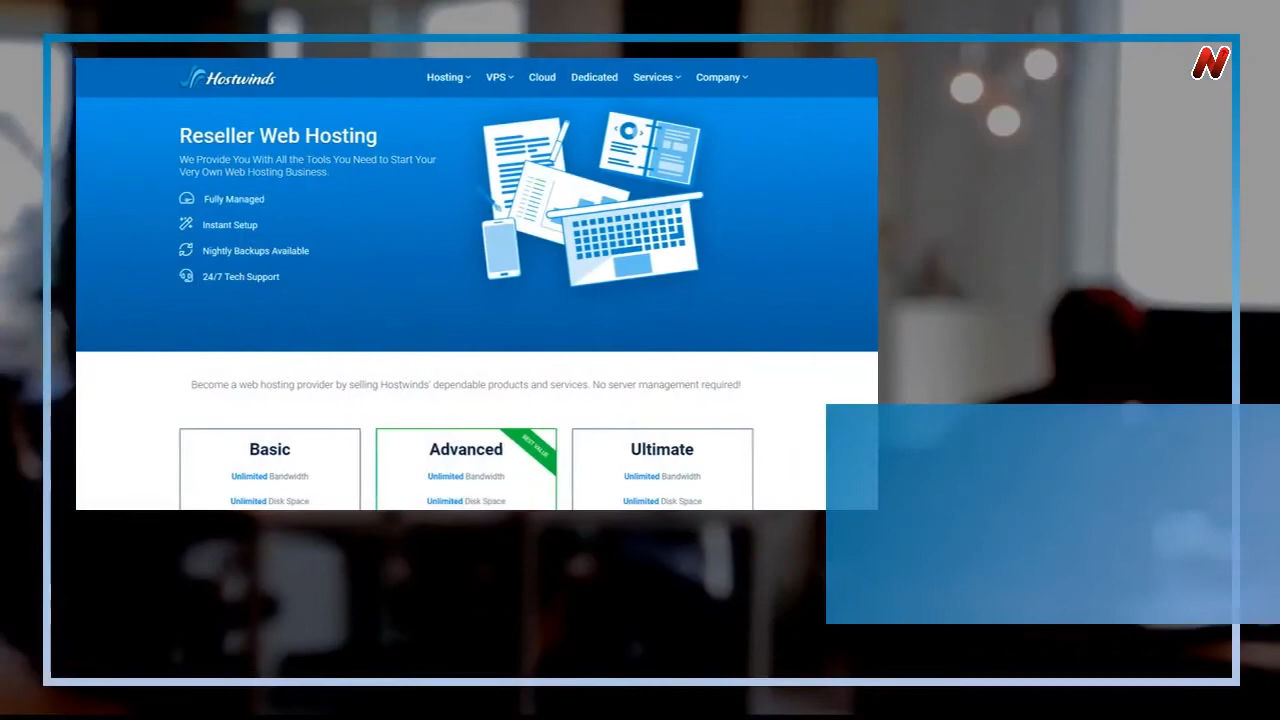 N
Hostwinds
Hosting VPS Cloud Dedicated Services Company
Reseller Web Hosting
We Provide You With All the Tools You Need to Start Your
Very Own Web Hosting Business.
Fully Managed
Instant Setup
Nightly Backups Available
24/7 Tech Support
Become a web hosting provider by selling Hostwinds' dependable products and services. No server management required!
Basic
Unlimited Bandwidth
Unlimited Disk Space
Advanced
BEST VALUE
Unlimited Bandwidth
Unlimited Disk Space
Ultimate
Unlimited Bandwidth
Unlimited Disk Space